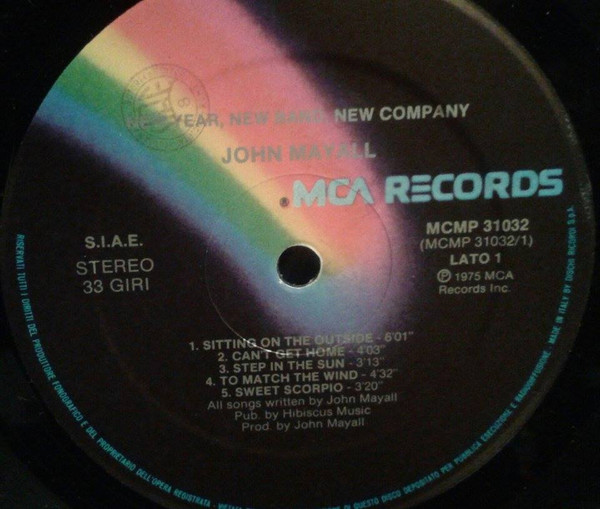 NEW YEAR, NEW BAND, NEW COMPANY
JOHN MAYALL
MCA RECORDS
S.I.A.E.
STEREO
33 GIRI
MCMP 31032
(MCMP 31032/1)
LATO 1
Ⓟ 1975 MCA
Records Inc.
1. SITTING ON THE OUTSIDE - 6'01"
2. CAN'T GET HOME - 4'03"
3. STEP IN THE SUN - 3'13"
4. TO MATCH THE WIND - 4'32"
5. SWEET SCORPIO - 3'20"
All songs written by John Mayall
Pub. by Hibiscus Music
Prod. by John Mayall
RISERVATI TUTTI I DIRITTI DEL PRODUTTORE FONOGRAFICO E DEL PROPRIETARIO DELL'OPERA REGISTRATA - IN QUESTO DISCO DEPOSITATO PER PUBBLICA ESECUZIONE E RADIODIFFUSIONE. MADE IN ITALY BY DISCHI RICORDI S.p.A.